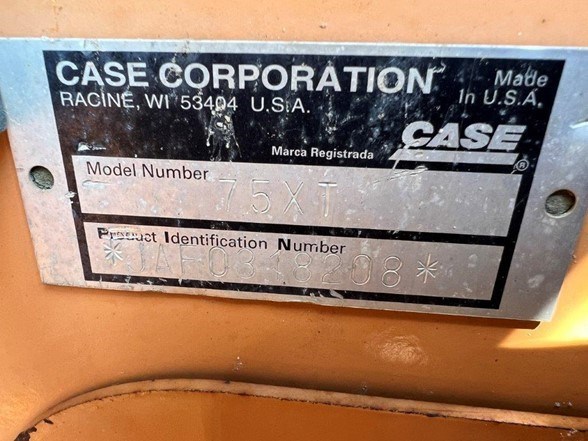 CASE CORPORATION
RACINE, WI 53404 U.S.A.
Made
In U.S.A.
Marca Registrada
CASE
®
Model Number
75XT
Product Identification Number
*JAF0318208*